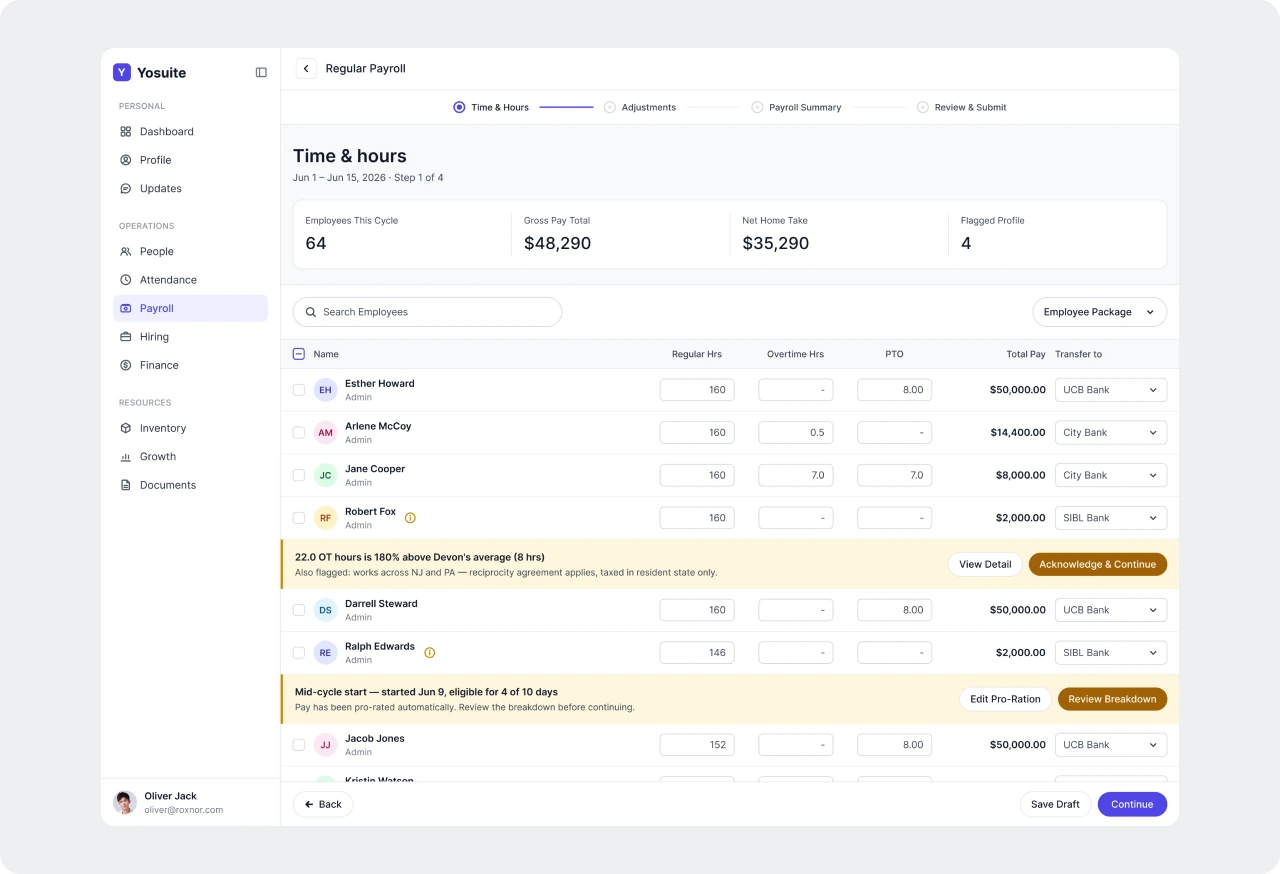 Y Yosuite
PERSONAL
Dashboard
Profile
Updates
OPERATIONS
People
Attendance
Payroll
Hiring
Finance
RESOURCES
Inventory
Growth
Documents
Oliver Jack
oliver@roxnor.com
Regular Payroll
Time & Hours Adjustments Payroll Summary Review & Submit
Time & hours
Jun 1 – Jun 15, 2026 · Step 1 of 4
Employees This Cycle Gross Pay Total Net Home Take Flagged Profile
64 $48,290 $35,290 4
Search Employees Employee Package
Name Regular Hrs Overtime Hrs PTO Total Pay Transfer to
EH Esther Howard 160 - 8.00 $50,000.00 UCB Bank
Admin
AM Arlene McCoy 160 0.5 - $14,400.00 City Bank
Admin
JC Jane Cooper 160 7.0 7.0 $8,000.00 City Bank
Admin
RF Robert Fox 160 - - $2,000.00 SIBL Bank
Admin
22.0 OT hours is 180% above Devon's average (8 hrs)
Also flagged: works across NJ and PA — reciprocity agreement applies, taxed in resident state only.
View Detail Acknowledge & Continue
DS Darrell Steward 160 - 8.00 $50,000.00 UCB Bank
Admin
RE Ralph Edwards 146 - - $2,000.00 SIBL Bank
Admin
Mid-cycle start — started Jun 9, eligible for 4 of 10 days
Pay has been pro-rated automatically. Review the breakdown before continuing.
Edit Pro-Ration Review Breakdown
JJ Jacob Jones 152 - 8.00 $50,000.00 UCB Bank
Admin
Kristin Watson
Back Save Draft Continue